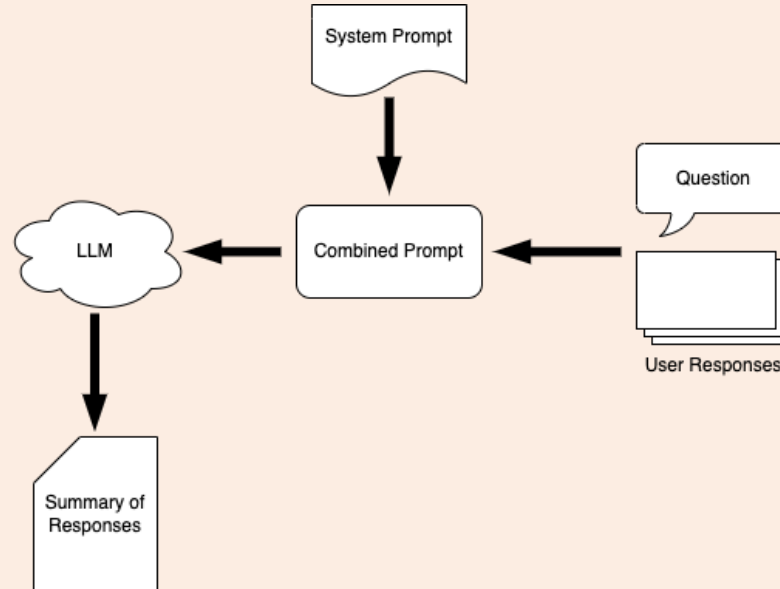 System Prompt
Question
LLM
Combined Prompt
User Responses
Summary of
Responses